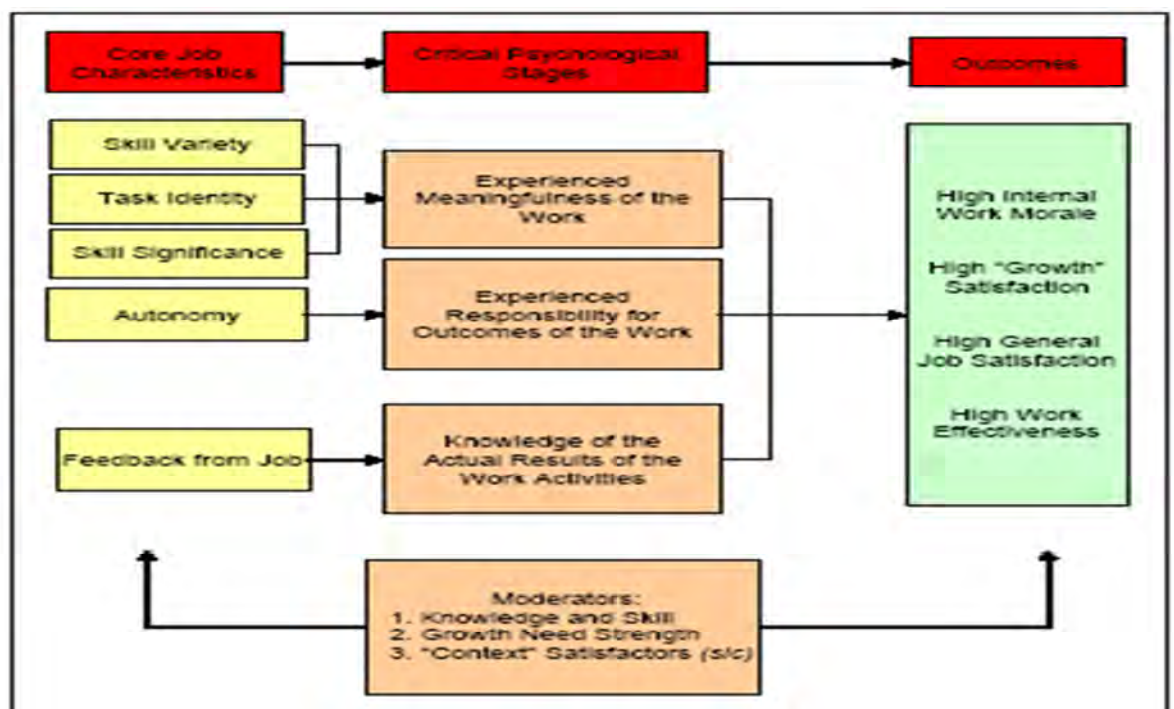 Core Job
Characteristics
Critical Psychological
Stages
Outcomes
Skill Variety
Task Identity
Skill Significance
Autonomy
Feedback from Job
Experienced
Meaningfulness of the
Work
Experienced
Responsibility for
Outcomes of the Work
Knowledge of the
Actual Results of the
Work Activities
High Internal
Work Morale
High "Growth"
Satisfaction
High General
Job Satisfaction
High Work
Effectiveness
Moderators:
1. Knowledge and Skill
2. Growth Need Strength
3. "Context" Satisfactors (sic)